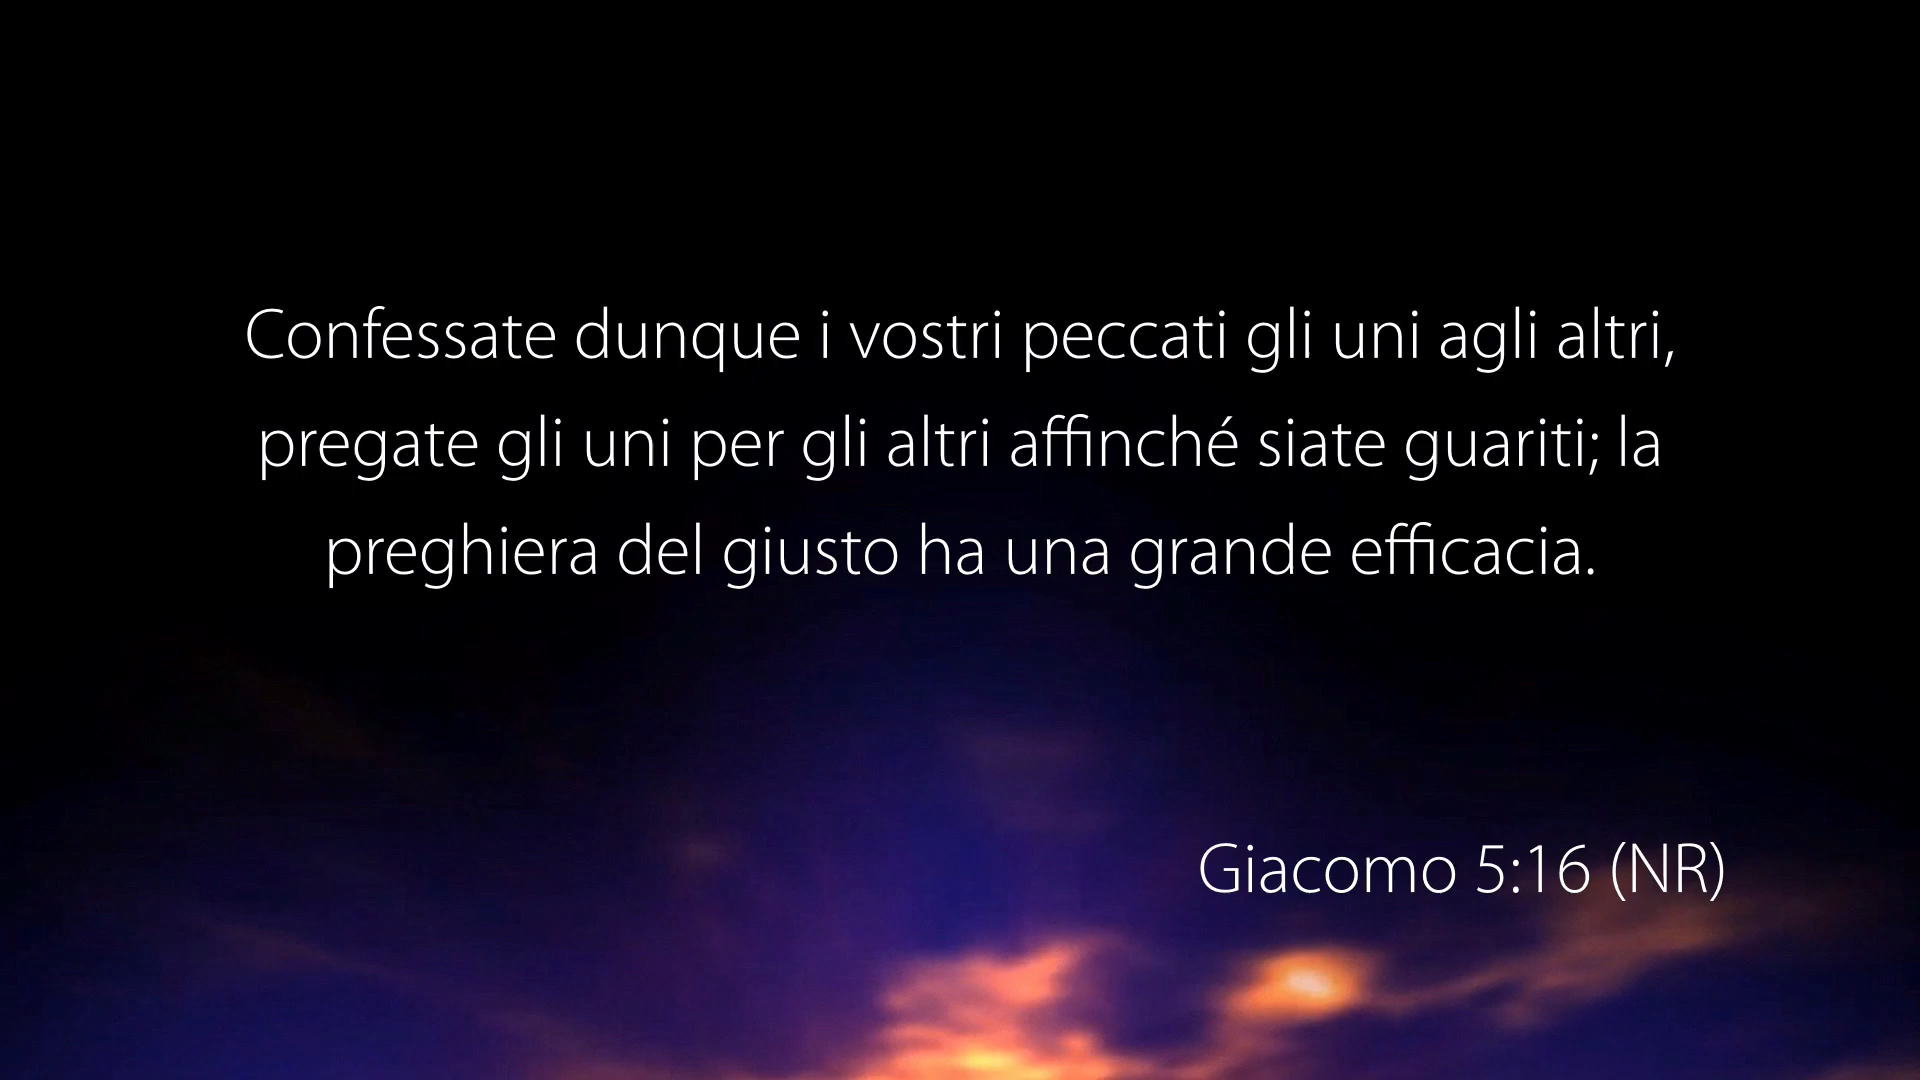 Confessate dunque i vostri peccati gli uni agli altri,
pregate gli uni per gli altri affinché siate guariti; la
preghiera del giusto ha una grande efficacia.
Giacomo 5:16 (NR)